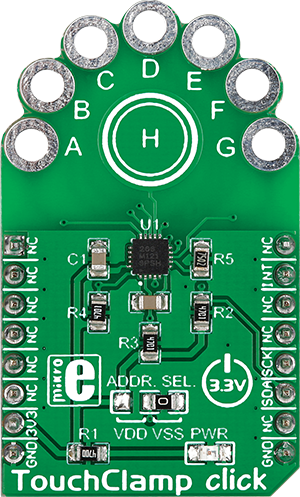 D
C
E
B
F
A
H
G
U1
C1
R5
R4
R2
R3
NC
NC
NC
NC
NC
NC
3V3
GND
NC
INT
NC
NC
SCK
SDA
NC
GND
mikro
e
ADDR. SEL.
3.3V
0
VDD VSS PWR
R1
TouchClamp click